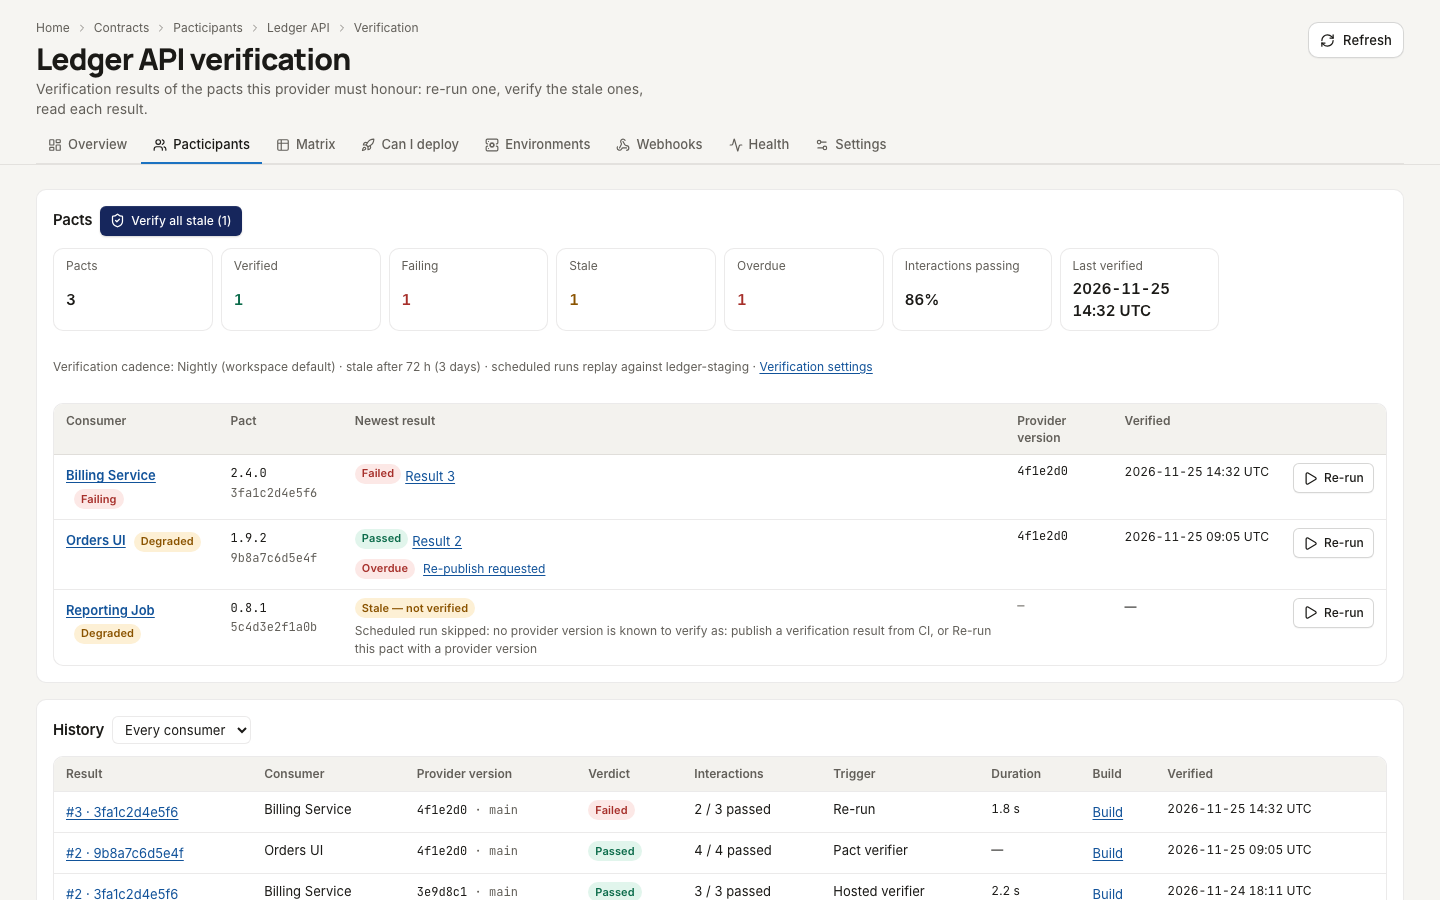 Home > Contracts > Pacticipants > Ledger API > Verification
Ledger API verification
Refresh
Verification results of the pacts this provider must honour: re-run one, verify the stale ones,
read each result.
Overview Pacticipants Matrix Can I deploy Environments Webhooks Health Settings
Pacts Verify all stale (1)
Pacts Verified Failing Stale Overdue Interactions passing Last verified
3 1 1 1 1 86% 2026-11-25
14:32 UTC
Verification cadence: Nightly (workspace default) · stale after 72 h (3 days) · scheduled runs replay against ledger-staging · Verification settings
Consumer Pact Newest result Provider version Verified
Billing Service 2.4.0 Failed Result 3 4f1e2d0 2026-11-25 14:32 UTC Re-run
Failing 3fa1c2d4e5f6
Orders UI Degraded 1.9.2 Passed Result 2 4f1e2d0 2026-11-25 09:05 UTC Re-run
9b8a7c6d5e4f Overdue Re-publish requested
Reporting Job 0.8.1 Stale — not verified — — Re-run
Degraded 5c4d3e2f1a0b Scheduled run skipped: no provider version is known to verify as: publish a verification result from CI, or Re-run
this pact with a provider version
History Every consumer
Result Consumer Provider version Verdict Interactions Trigger Duration Build Verified
#3 · 3fa1c2d4e5f6 Billing Service 4f1e2d0 · main Failed 2 / 3 passed Re-run 1.8 s Build 2026-11-25 14:32 UTC
#2 · 9b8a7c6d5e4f Orders UI 4f1e2d0 · main Passed 4 / 4 passed Pact verifier — Build 2026-11-25 09:05 UTC
#2 · 3fa1c2d4e5f6 Billing Service 3e9d8c1 · main Passed 3 / 3 passed Hosted verifier 2.2 s Build 2026-11-24 18:11 UTC